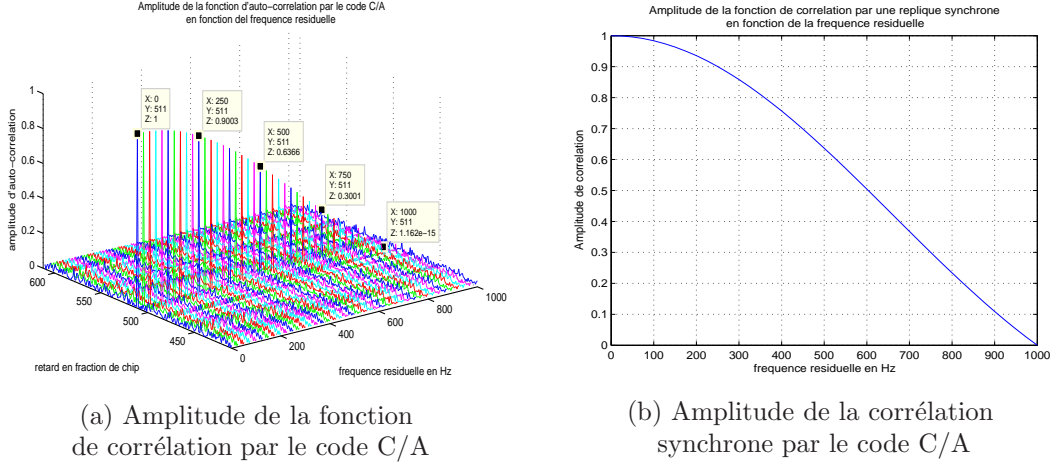 Amplitude de la fonction d'auto−correlation par le code C/A
en fonction del frequence residuelle
X: 0
Y: 511
Z: 1
X: 250
Y: 511
Z: 0.9003
X: 500
Y: 511
Z: 0.6366
X: 750
Y: 511
Z: 0.3001
X: 1000
Y: 511
Z: 1.162e−15
1
0.8
0.6
0.4
0.2
0
amplitude d'auto−correlation
600
550
500
450
0
200
400
600
800
1000
retard en fraction de chip
frequence residuelle en Hz
(a) Amplitude de la fonction
de corrélation par le code C/A
Amplitude de la fonction de correlation par une replique synchrone
en fonction de la frequence residuelle
1
0.9
0.8
0.7
0.6
0.5
0.4
0.3
0.2
0.1
0
Amplitude de correlation
0 100 200 300 400 500 600 700 800 900 1000
frequence residuelle en Hz
(b) Amplitude de la corrélation
synchrone par le code C/A